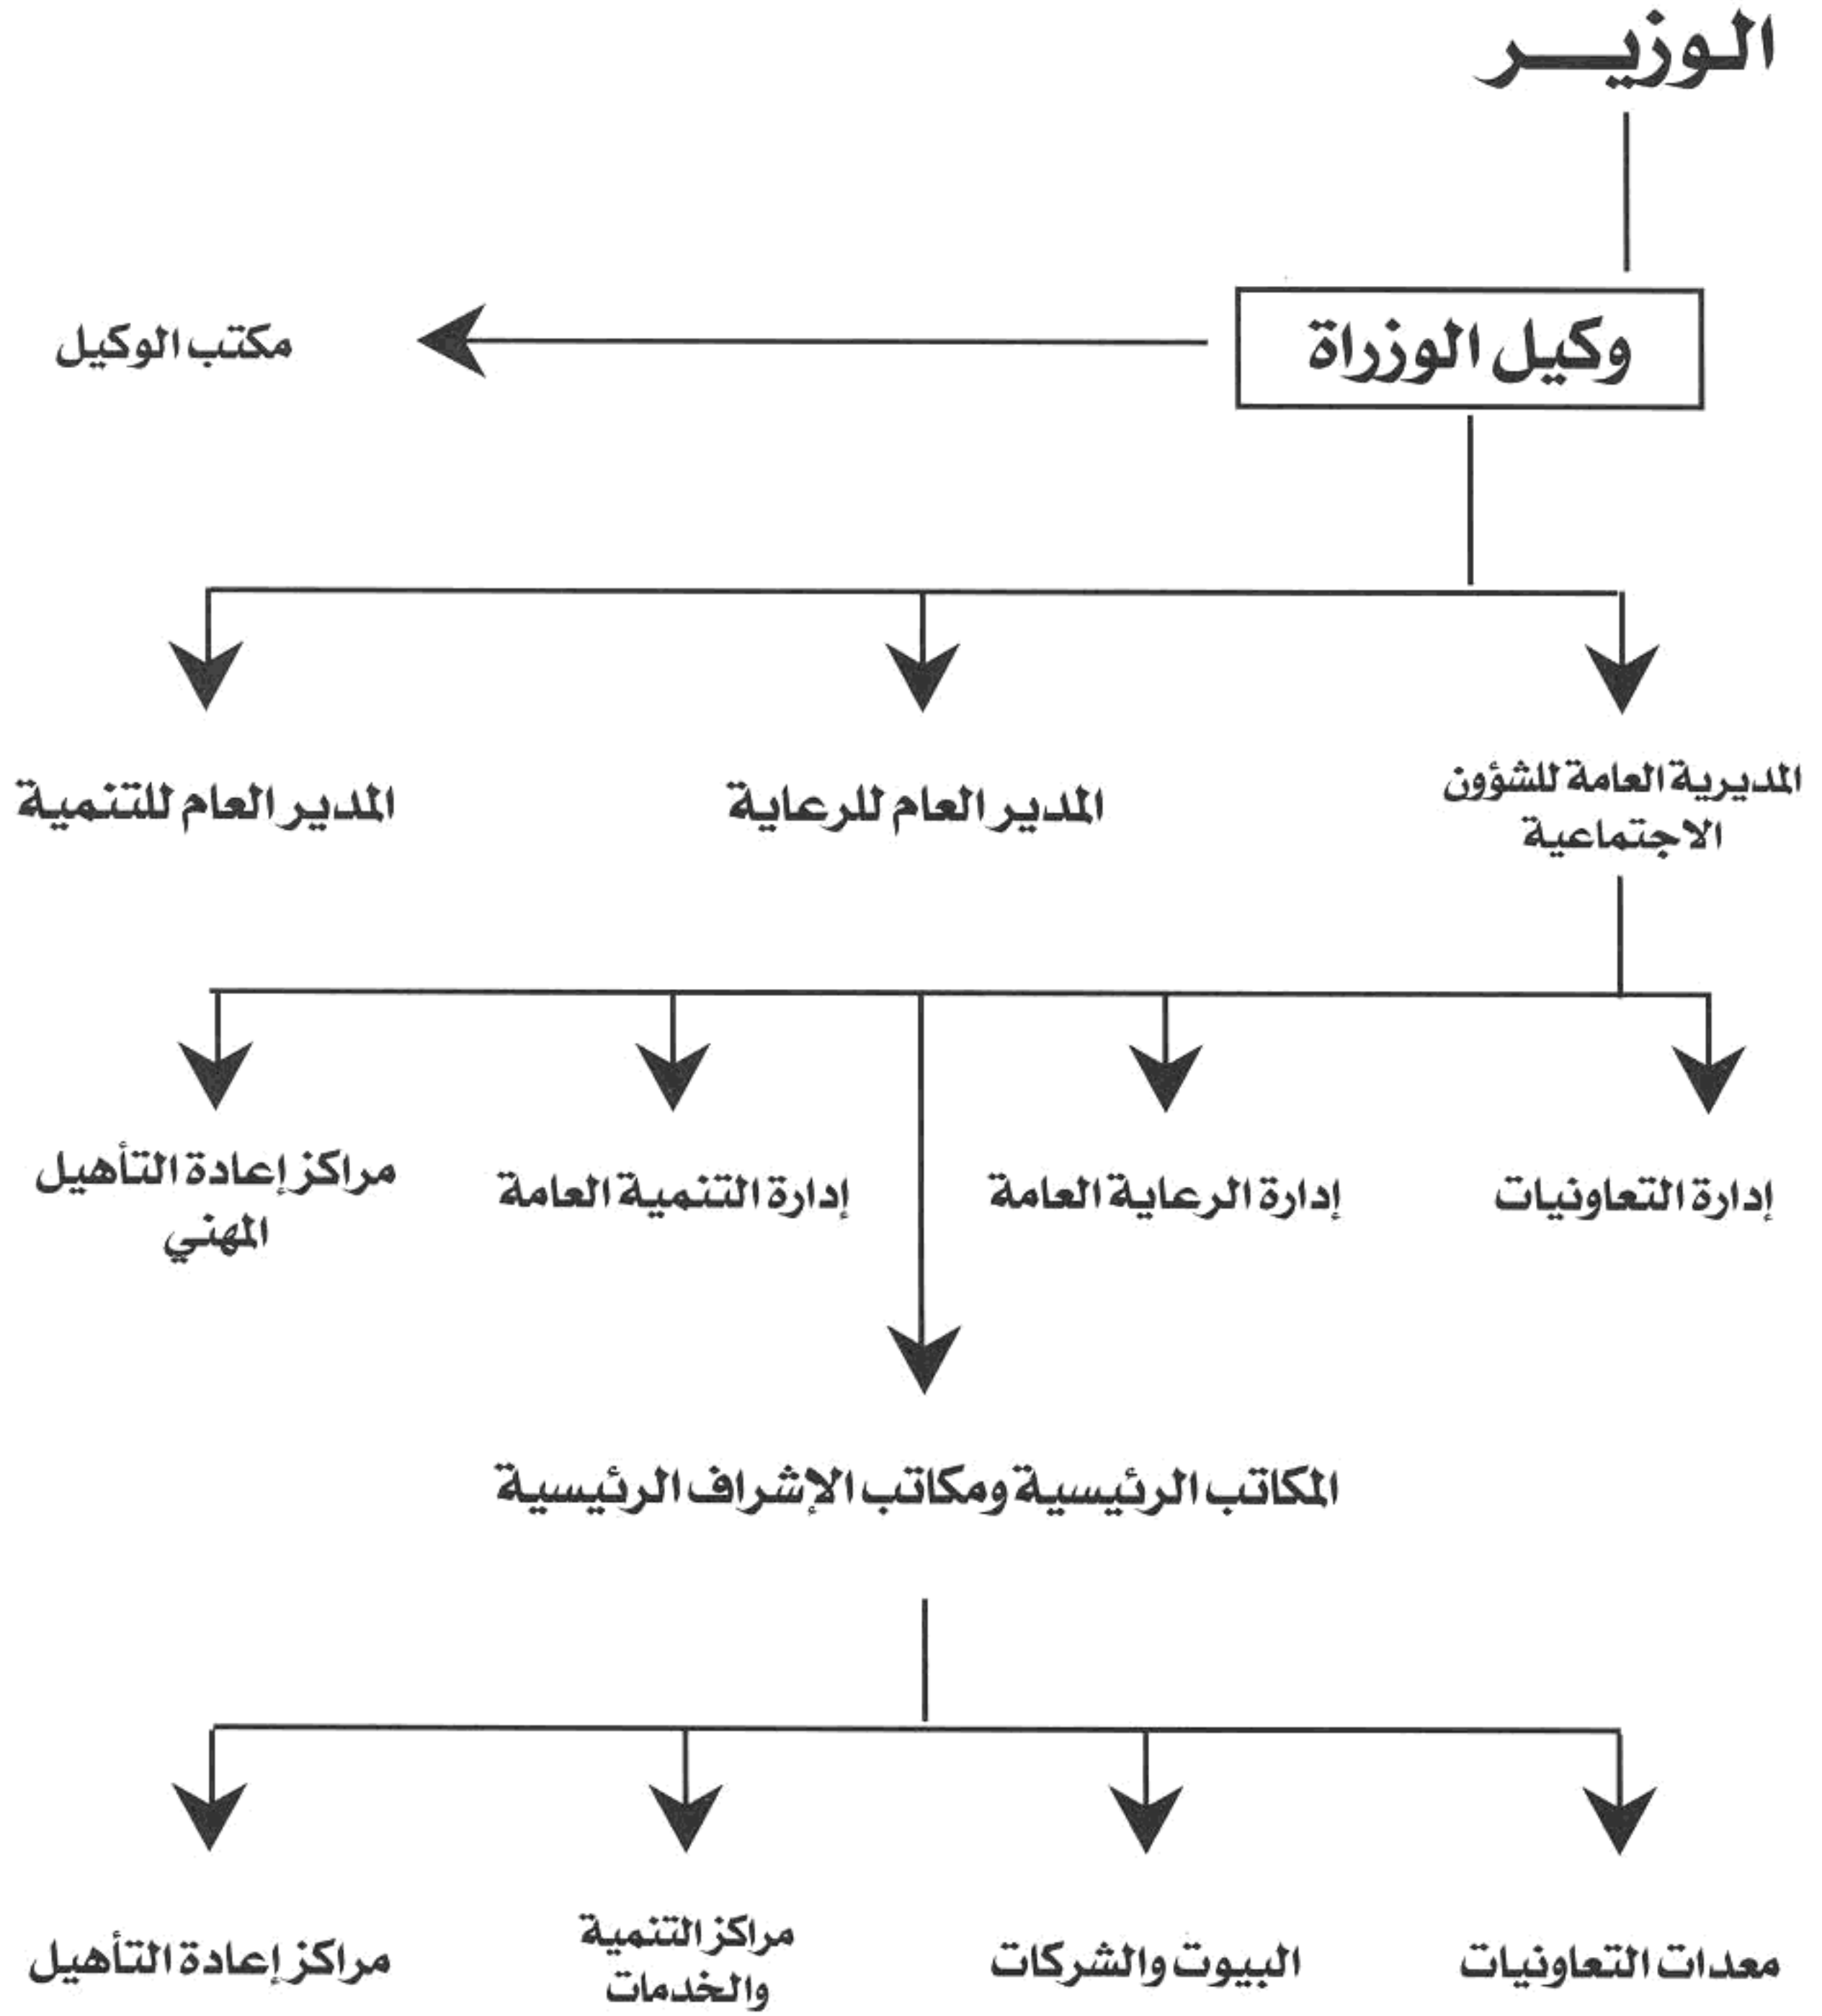 الوزيـــر
وكيل الوزراة
مكتب الوكيل
المديرية العامة للشؤون
الاجتماعية
المدير العام للرعاية
المدير العام للتنمية
إدارة التعاونيات
إدارة الرعاية العامة
إدارة التنمية العامة
مراكز إعادة التأهيل
المهني
المكاتب الرئيسية ومكاتب الإشراف الرئيسية
معدات التعاونيات
البيوت والشركات
مراكز التنمية
والخدمات
مراكز إعادة التأهيل